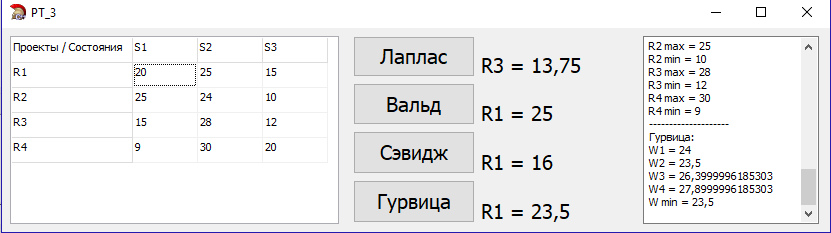 PT_3
Проекты / Состояния S1 S2 S3
R1 20 25 15
R2 25 24 10
R3 15 28 12
R4 9 30 20
Лаплас R3 = 13,75
Вальд R1 = 25
Сэвидж R1 = 16
Гурвица R1 = 23,5
R2 max = 25
R2 min = 10
R3 max = 28
R3 min = 12
R4 max = 30
R4 min = 9
--------------------
Гурвица:
W1 = 24
W2 = 23,5
W3 = 26,3999996185303
W4 = 27,8999996185303
W min = 23,5